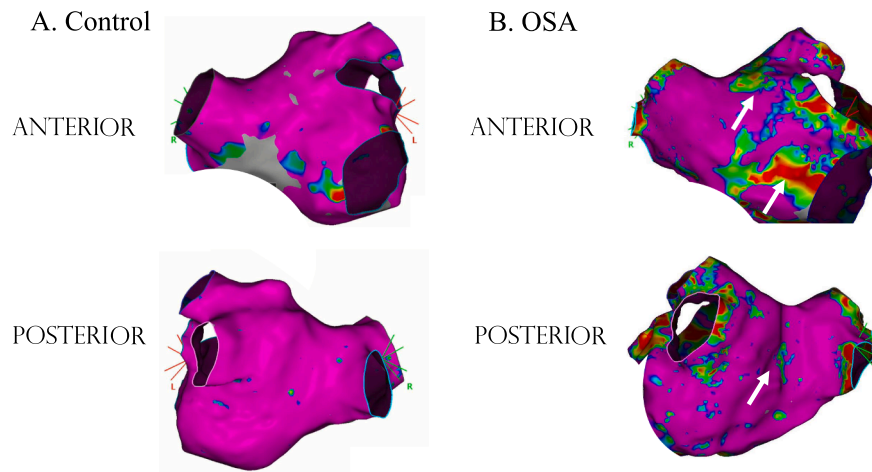 A. Control
B. OSA
ANTERIOR
R
L
ANTERIOR
R
POSTERIOR
L
R
POSTERIOR